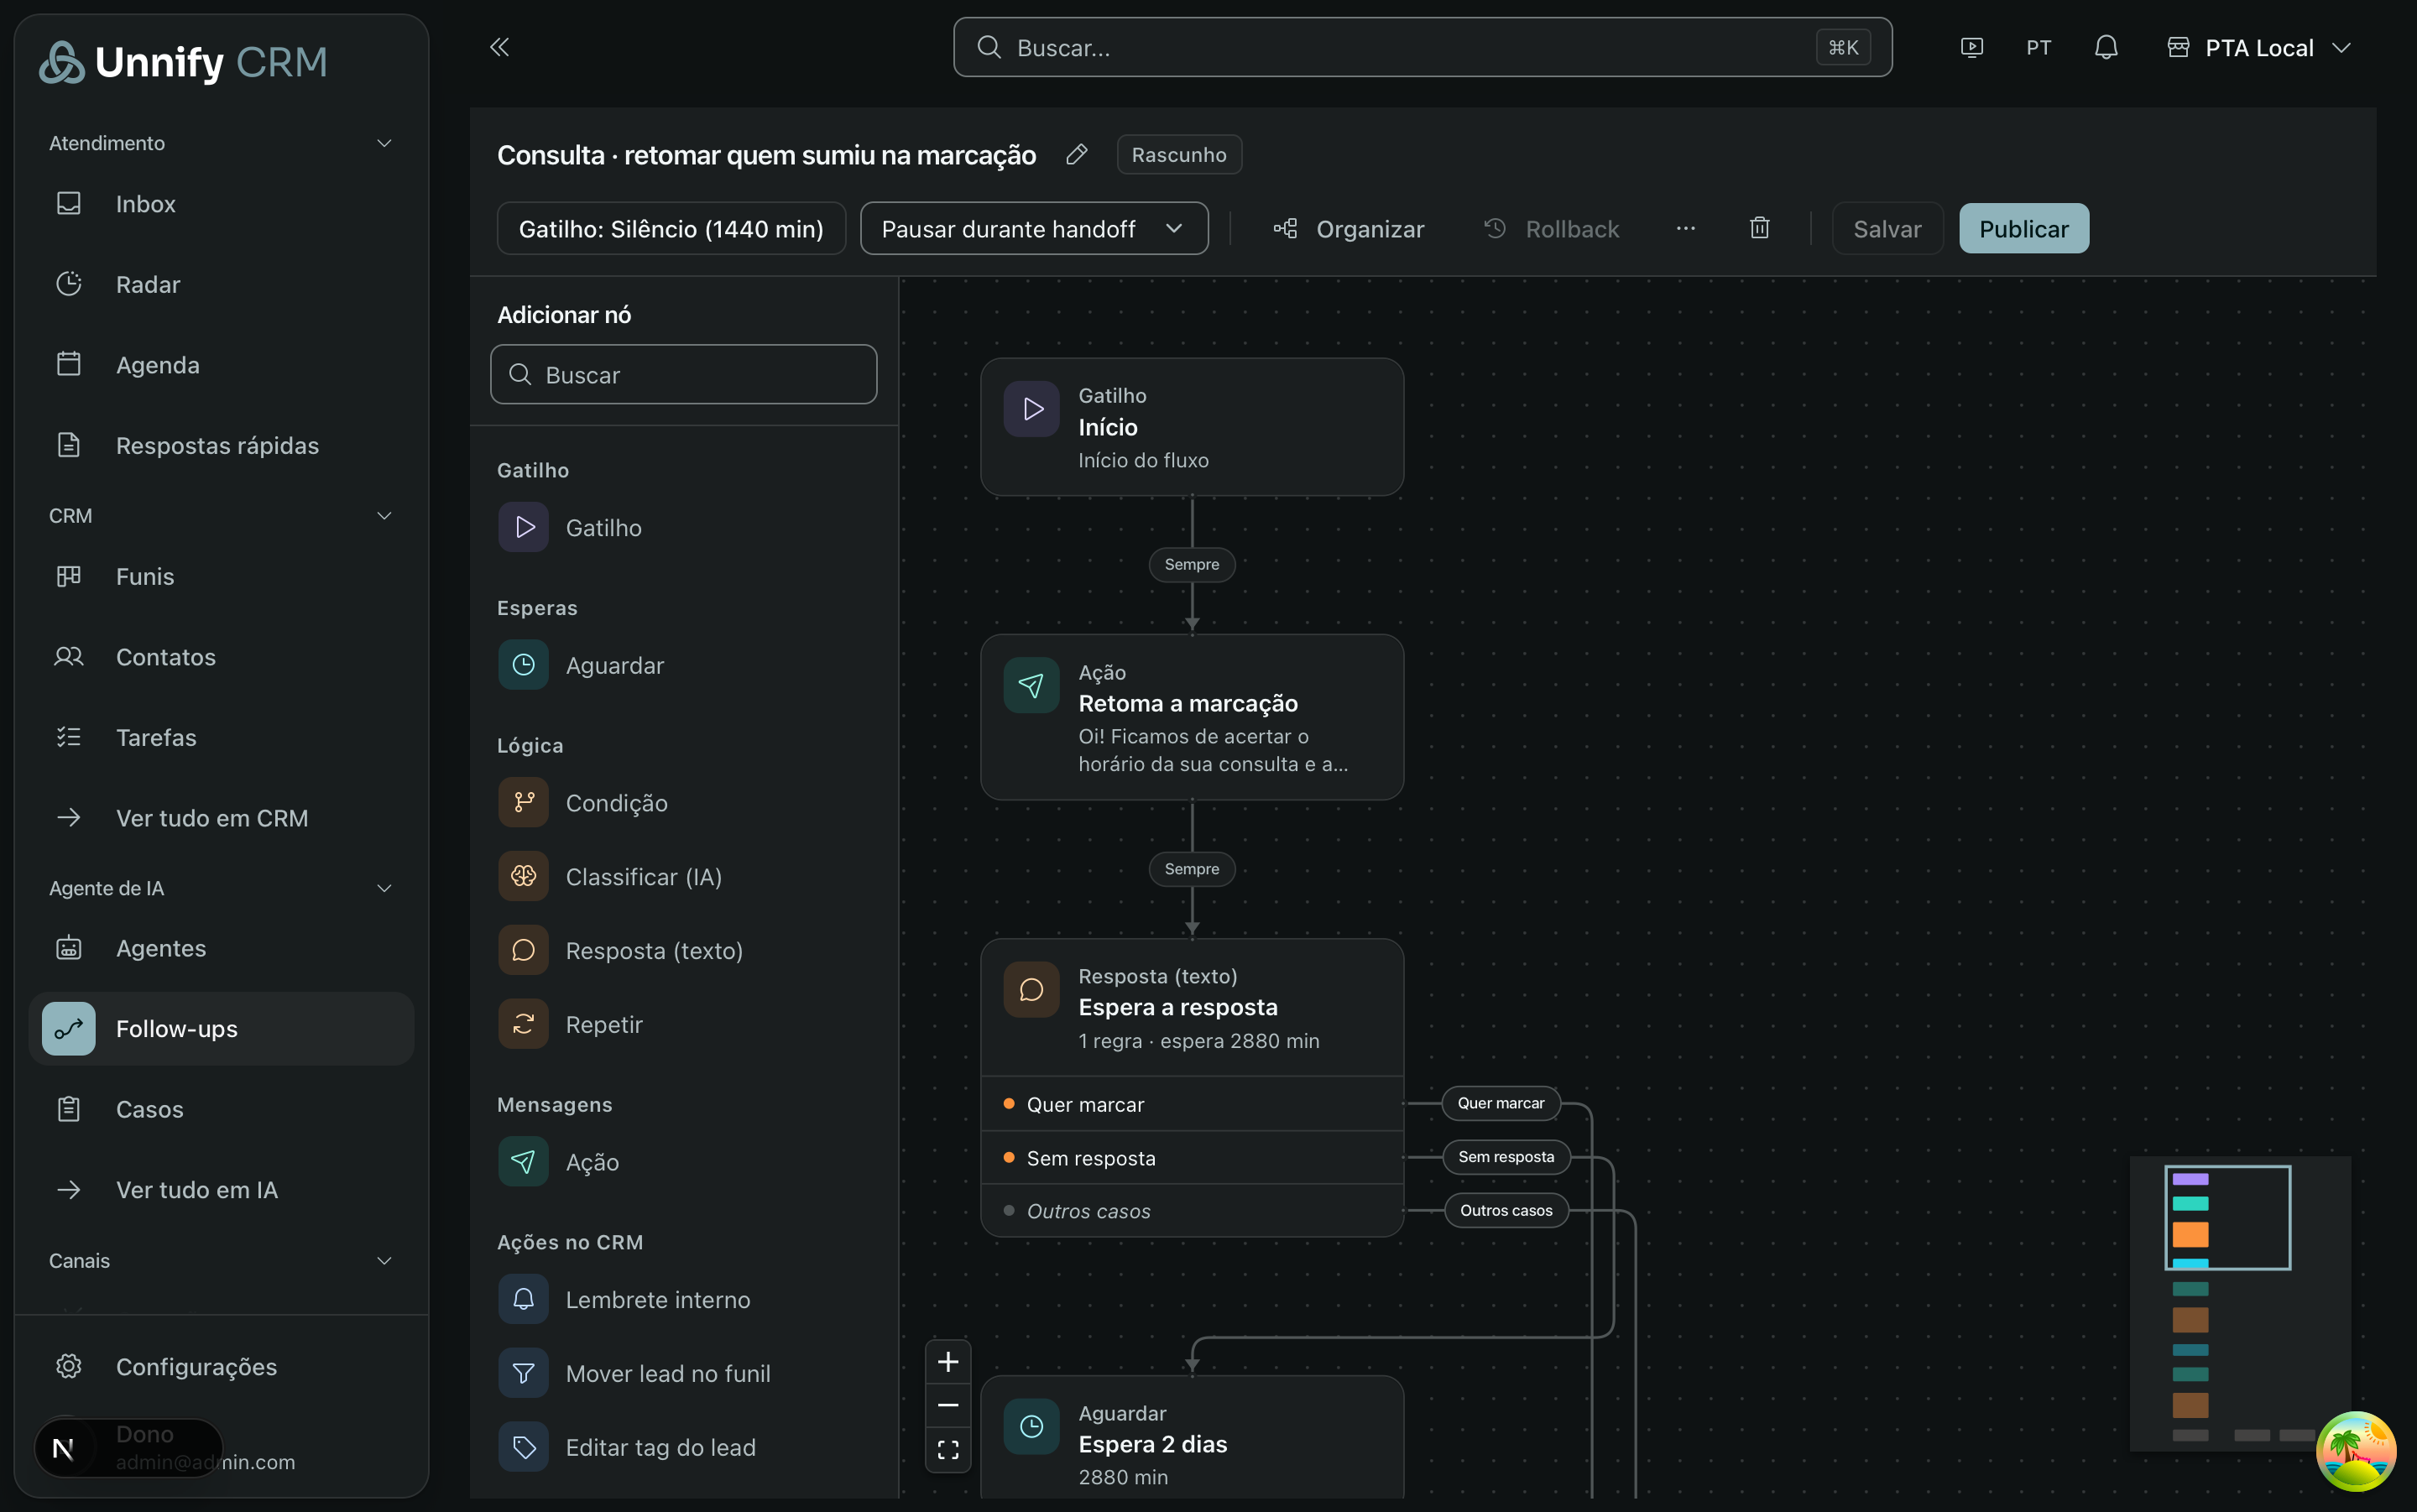 Unnify CRM
Atendimento
Inbox
Radar
Agenda
Respostas rápidas
CRM
Funis
Contatos
Tarefas
Ver tudo em CRM
Agente de IA
Agentes
Follow-ups
Casos
Ver tudo em IA
Canais
Configurações
N
Dono
admin@admin.com
Buscar...
⌘K
PT
PTA Local
Consulta · retomar quem sumiu na marcação
Rascunho
Gatilho: Silêncio (1440 min)
Pausar durante handoff
Organizar
Rollback
Salvar
Publicar
Adicionar nó
Buscar
Gatilho
Gatilho
Esperas
Aguardar
Lógica
Condição
Classificar (IA)
Resposta (texto)
Repetir
Mensagens
Ação
Ações no CRM
Lembrete interno
Mover lead no funil
Editar tag do lead
Gatilho
Início
Início do fluxo
Sempre
Ação
Retoma a marcação
Oi! Ficamos de acertar o
horário da sua consulta e a...
Sempre
Resposta (texto)
Espera a resposta
1 regra · espera 2880 min
Quer marcar
Quer marcar
Sem resposta
Sem resposta
Outros casos
Outros casos
Aguardar
Espera 2 dias
2880 min